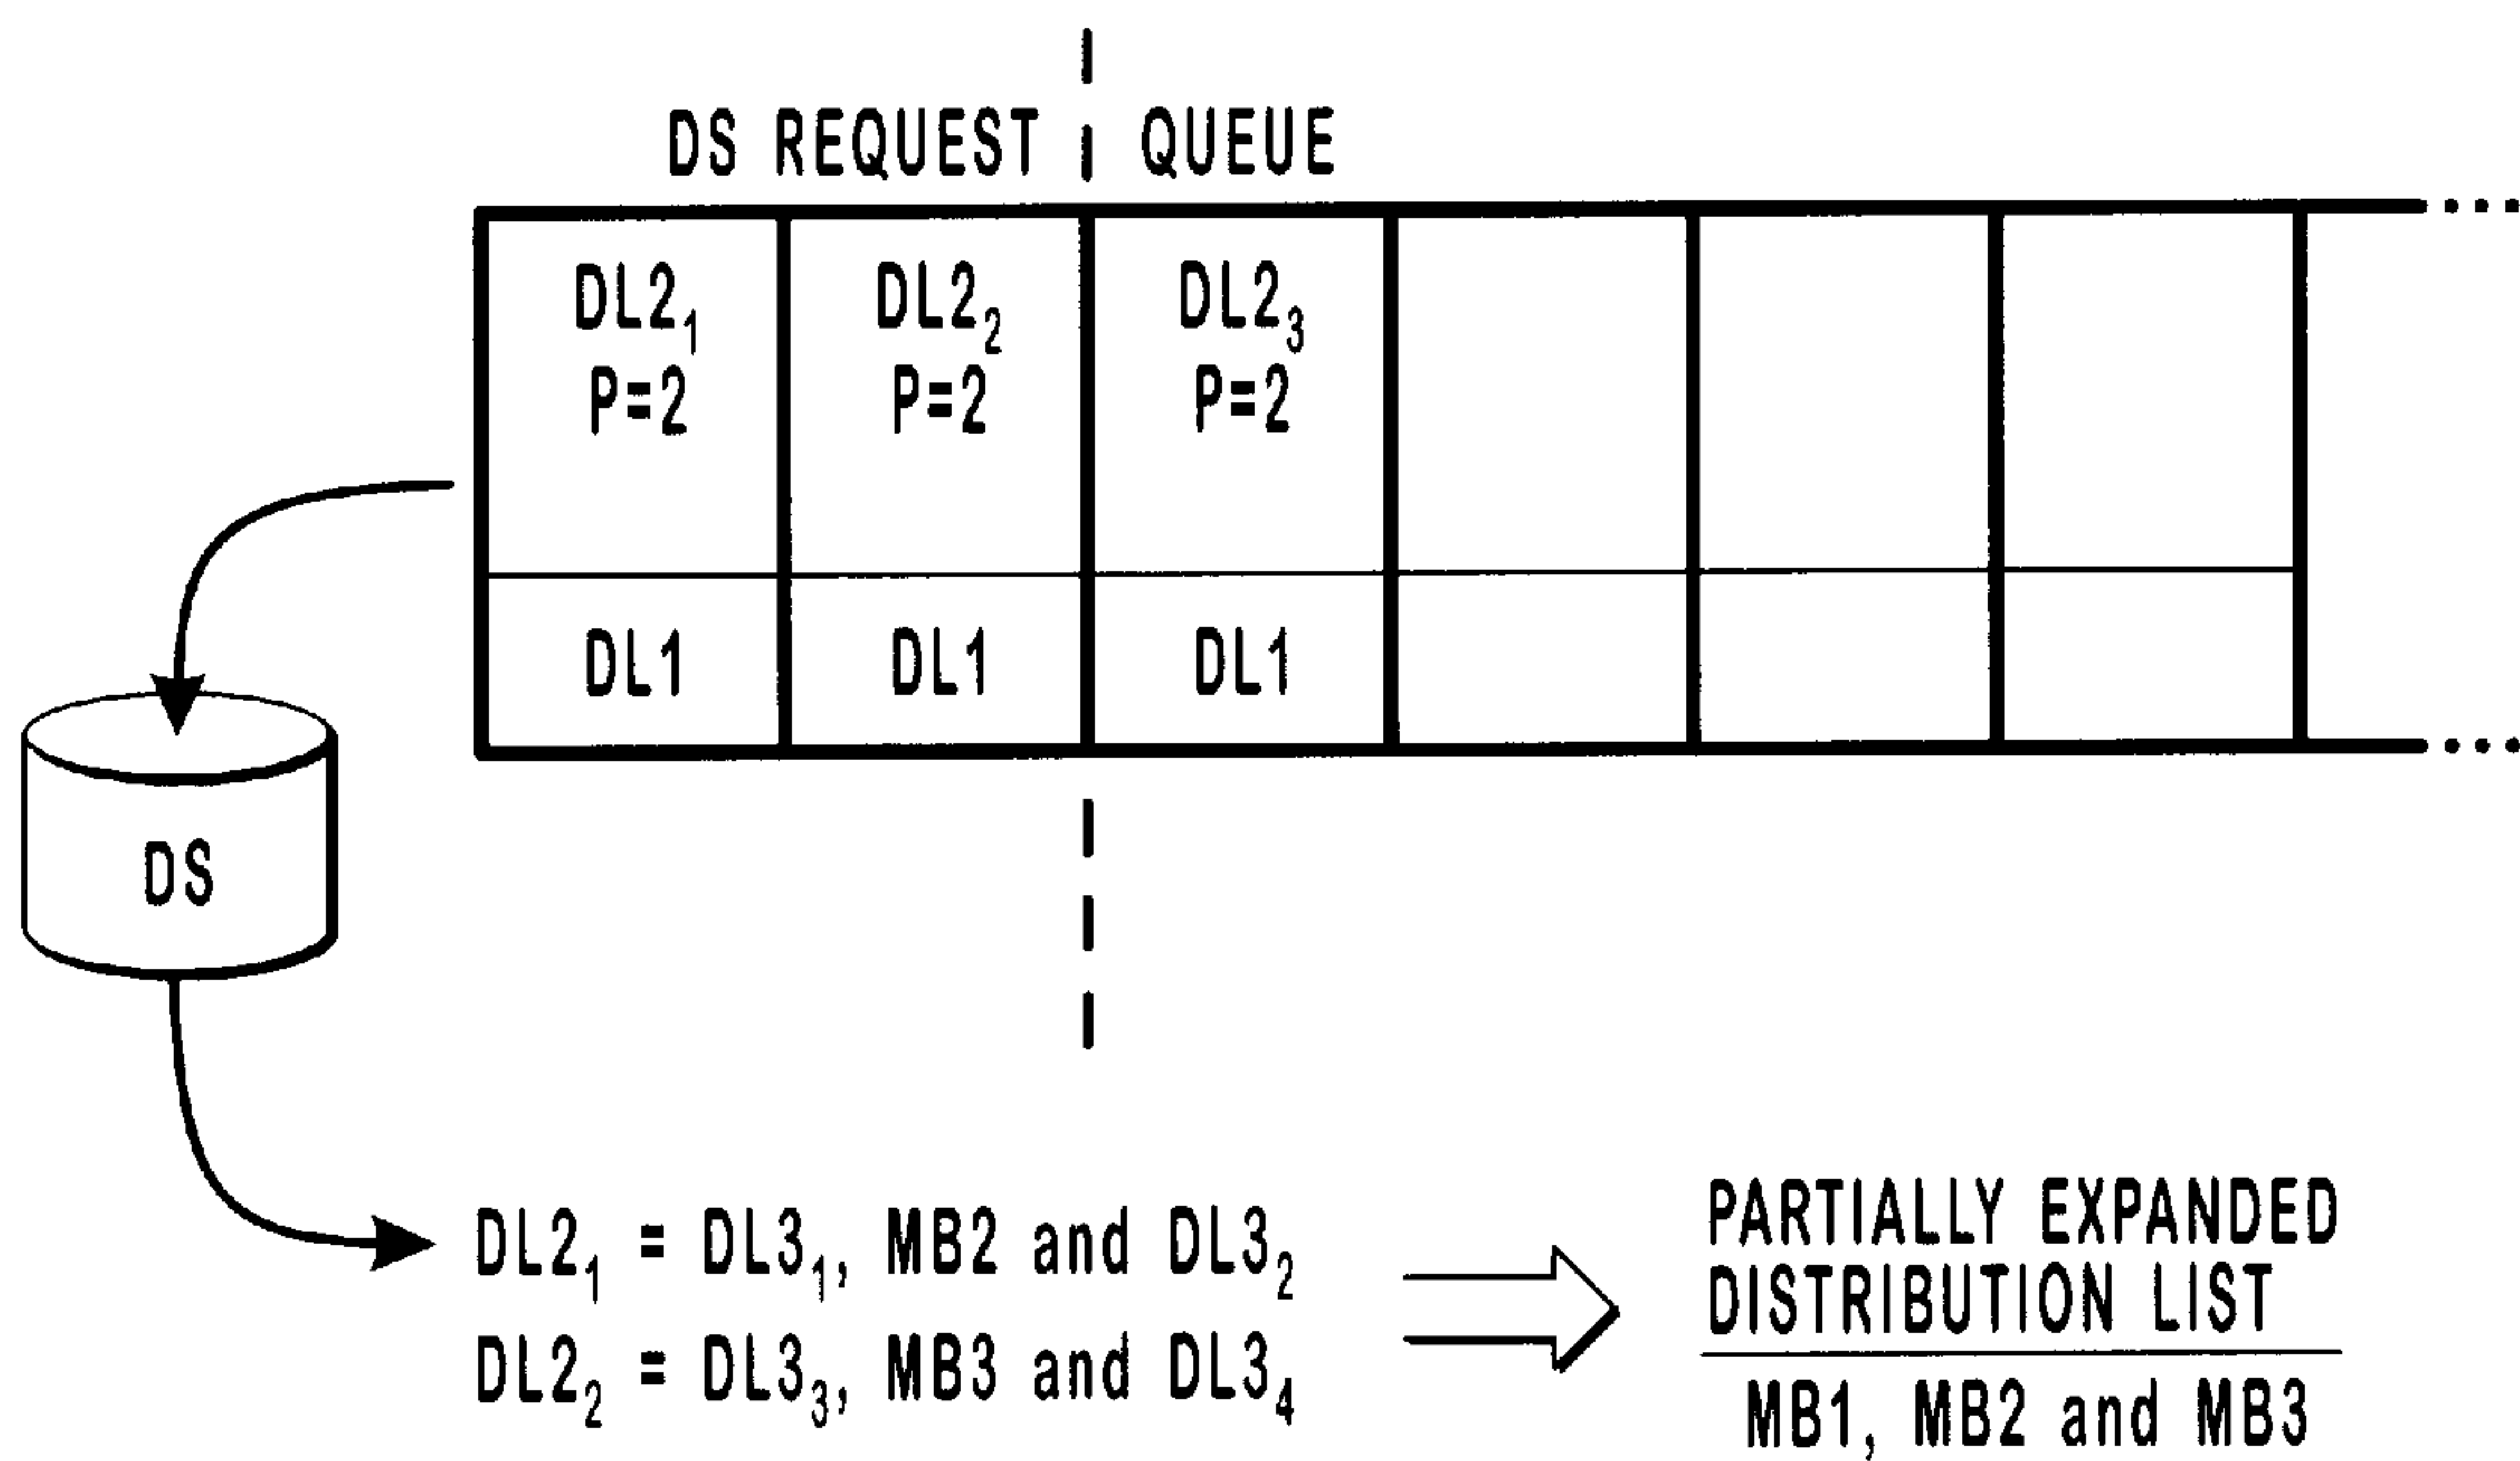 DS REQUEST QUEUE
DL2₁ DL2₂ DL2₃
P=2 P=2 P=2
DL1 DL1 DL1
DS
DL2₁ = DL3₁, MB2 and DL3₂
DL2₂ = DL3₃, MB3 and DL3₄
PARTIALLY EXPANDED
DISTRIBUTION LIST
MB1, MB2 and MB3